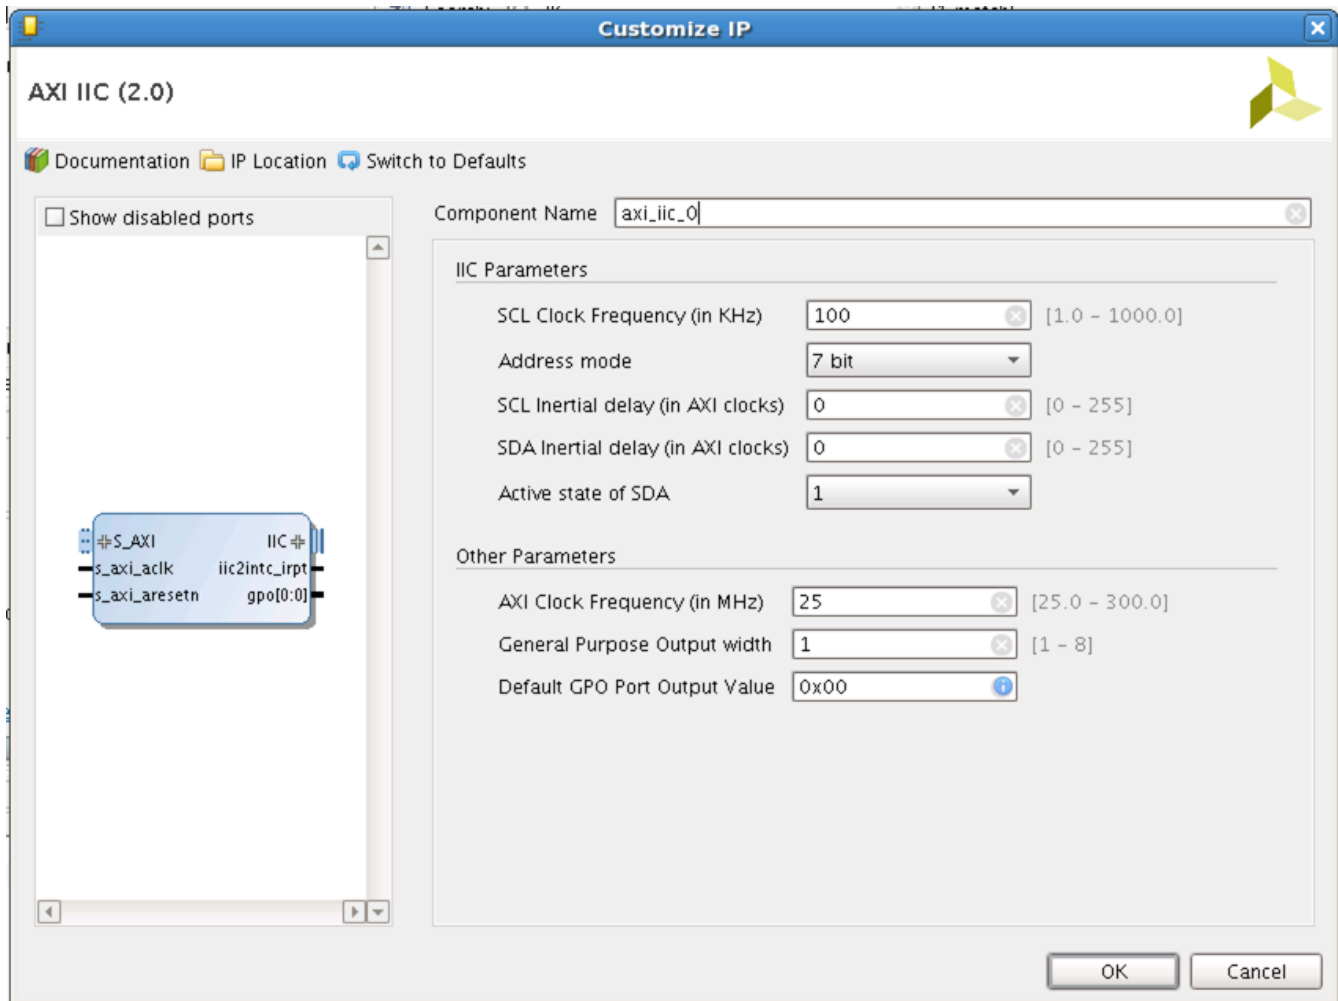 Customize IP
AXI IIC (2.0)
Documentation IP Location Switch to Defaults
Show disabled ports
Component Name axi_iic_0
IIC Parameters
SCL Clock Frequency (in KHz) 100 [1.0 - 1000.0]
Address mode 7 bit
SCL Inertial delay (in AXI clocks) 0 [0 - 255]
SDA Inertial delay (in AXI clocks) 0 [0 - 255]
Active state of SDA 1
S_AXI IIC
s_axi_aclk iic2intc_irpt
s_axi_aresetn gpo[0:0]
Other Parameters
AXI Clock Frequency (in MHz) 25 [25.0 - 300.0]
General Purpose Output width 1 [1 - 8]
Default GPO Port Output Value 0x00
OK Cancel